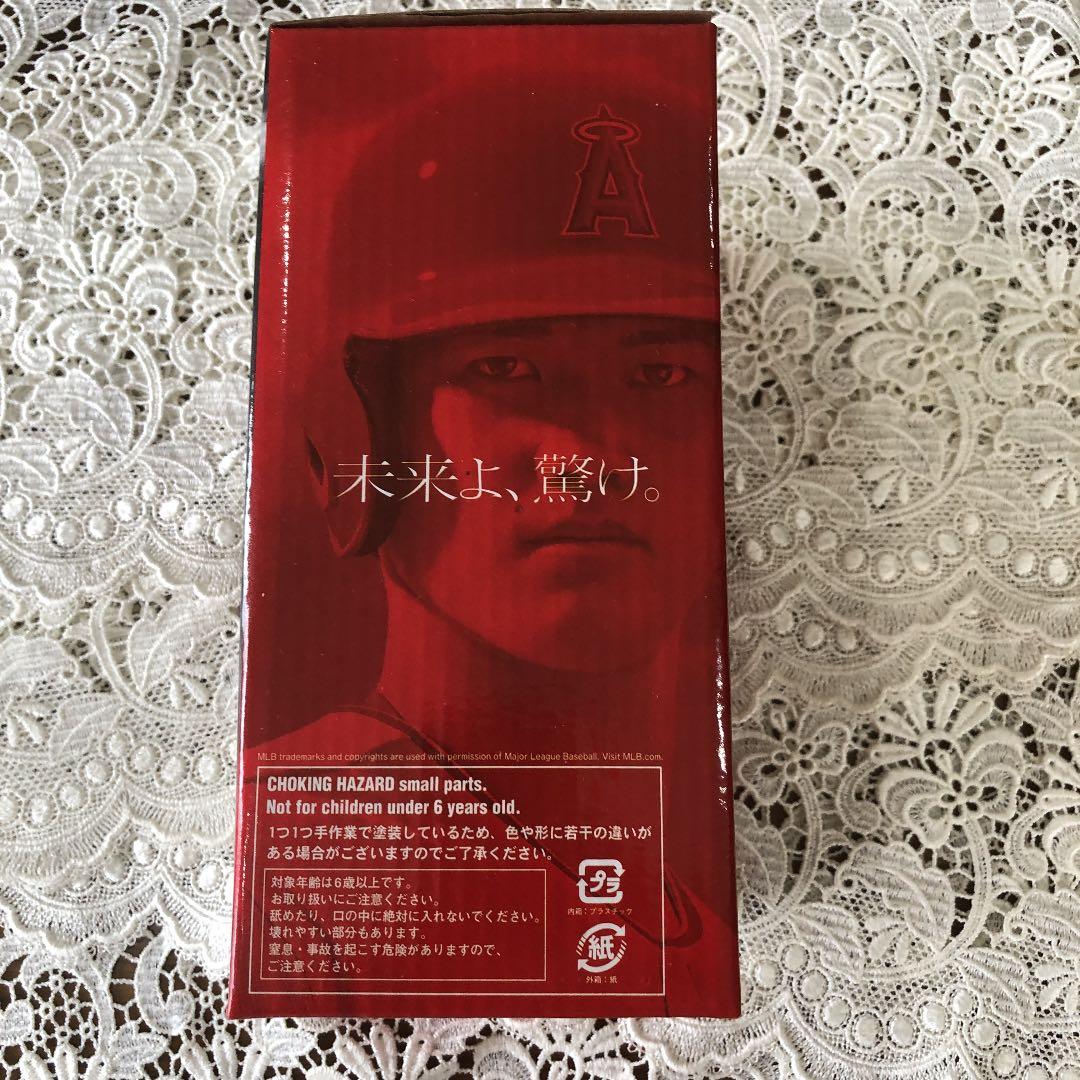 A
未来よ、驚け。
MLB trademarks and copyrights are used with permission of Major League Baseball. Visit MLB.com.
CHOKING HAZARD small parts.
Not for children under 6 years old.
1つ1つ手作業で塗装しているため、色や形に若干の違いが
ある場合がございますのでご了承ください。
対象年齢は6歳以上です。
お取り扱いにご注意ください。
舐めたり、口の中に絶対に入れないでください。
壊れやすい部分もあります。
窒息・事故を起こす危険がありますので、
ご注意ください。
プラ
内箱：プラスチック
紙
外箱：紙